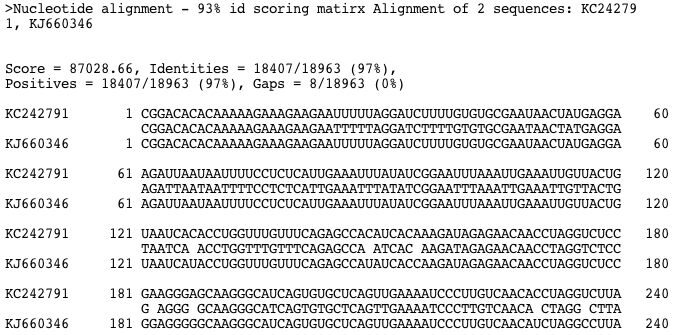 >Nucleotide alignment - 93% id scoring matirx Alignment of 2 sequences: KC24279
1, KJ660346
Score = 87028.66, Identities = 18407/18963 (97%),
Positives = 18407/18963 (97%), Gaps = 8/18963 (0%)
KC242791 1 CGGACACACAAAAAGAAAGAAGAAUUUUUAGGAUCUUUUGUGUGCGAAUAACUAUGAGGA 60
CGGACACACAAAAAGAAAGAAGAATTTTTAGGATCTTTTGTGTGCGAATAACTATGAGGA
KJ660346 1 CGGACACACAAAAAGAAAGAAGAAUUUUUAGGAUCUUUUGUGUGCGAAUAACUAUGAGGA 60
KC242791 61 AGAUUAAUAAUUUUCCUCUCAUUGAAAUUUAUAUCGGAAUUUAAAUUGAAAUUGUUACUG 120
AGATTAATAATTTTCCTCTCATTGAAATTTATATCGGAATTTAAATTGAAATTGTTACTG
KJ660346 61 AGAUUAAUAAUUUUCCUCUCAUUGAAAUUUAUAUCGGAAUUUAAAUUGAAAUUGUUACUG 120
KC242791 121 UAAUCACACCUGGUUUGUUUCAGAGCCACAUCACAAAGAUAGAGAACAACCUAGGUCUCC 180
TAATCA ACCTGGTTTGTTTCAGAGCCA ATCAC AAGATAGAGAACAACCTAGGTCTCC
KJ660346 121 UAAUCAUACCUGGUUUGUUUCAGAGCCAUAUCACCAAGAUAGAGAACAACCUAGGUCUCC 180
KC242791 181 GAAGGGAGCAAGGGCAUCAGUGUGCUCAGUUGAAAAUCCCUUGUCAACACCUAGGUCUUA 240
G AGGG GCAAGGGCATCAGTGTGCTCAGTTGAAAATCCCTTGTCAACA CTAGG CTTA
KJ660346 181 GGAGGGGGCAAGGGCAUCAGUGUGCUCAGUUGAAAAUCCCUUGUCAACAUCUAGGCCUUA 240